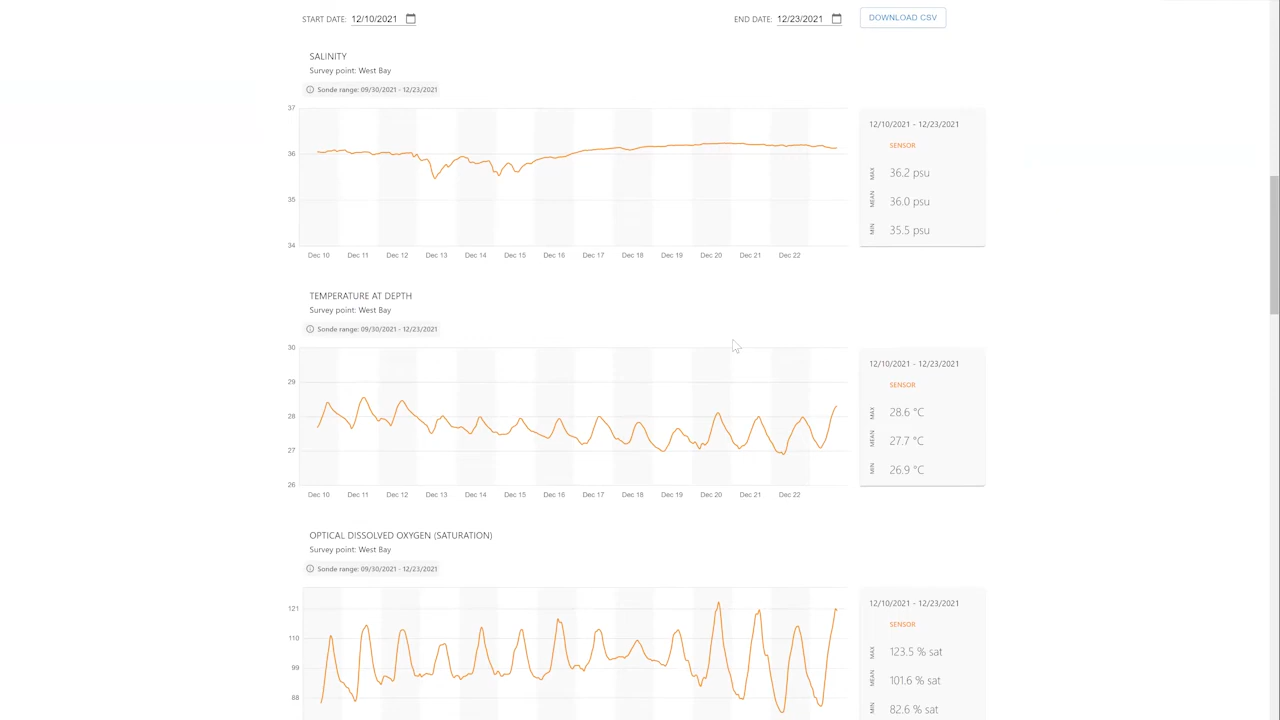 START DATE: 12/10/2021 END DATE: 12/23/2021 DOWNLOAD CSV
SALINITY
Survey point: West Bay
Sonde range: 09/30/2021 - 12/23/2021
37
36
35
34
Dec 10 Dec 11 Dec 12 Dec 13 Dec 14 Dec 15 Dec 16 Dec 17 Dec 18 Dec 19 Dec 20 Dec 21 Dec 22
12/10/2021 - 12/23/2021
SENSOR
MAX 36.2 psu
MEAN 36.0 psu
MIN 35.5 psu
TEMPERATURE AT DEPTH
Survey point: West Bay
Sonde range: 09/30/2021 - 12/23/2021
30
29
28
27
26
Dec 10 Dec 11 Dec 12 Dec 13 Dec 14 Dec 15 Dec 16 Dec 17 Dec 18 Dec 19 Dec 20 Dec 21 Dec 22
12/10/2021 - 12/23/2021
SENSOR
MAX 28.6 °C
MEAN 27.7 °C
MIN 26.9 °C
OPTICAL DISSOLVED OXYGEN (SATURATION)
Survey point: West Bay
Sonde range: 09/30/2021 - 12/23/2021
121
110
99
88
12/10/2021 - 12/23/2021
SENSOR
MAX 123.5 % sat
MEAN 101.6 % sat
MIN 82.6 % sat